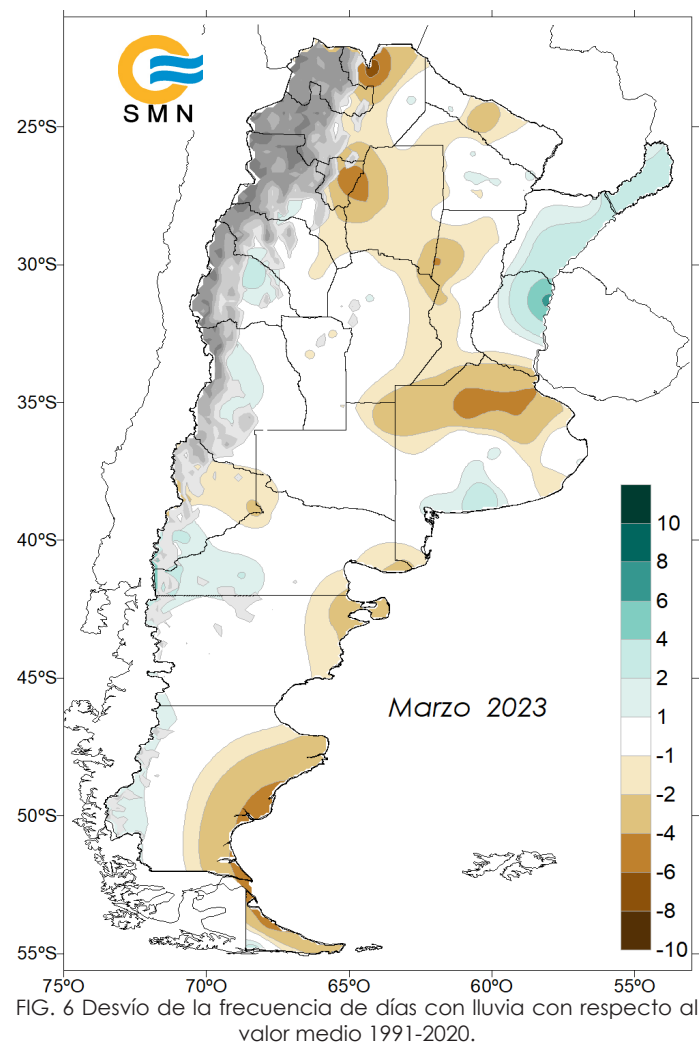 SMN
25ºS
30ºS
35ºS
40ºS
45ºS
50ºS
55ºS
Marzo 2023
10
8
6
4
2
1
-1
-2
-4
-6
-8
-10
75ºO
70ºO
65ºO
60ºO
55ºO
FIG. 6 Desvío de la frecuencia de días con lluvia con respecto al
valor medio 1991-2020.